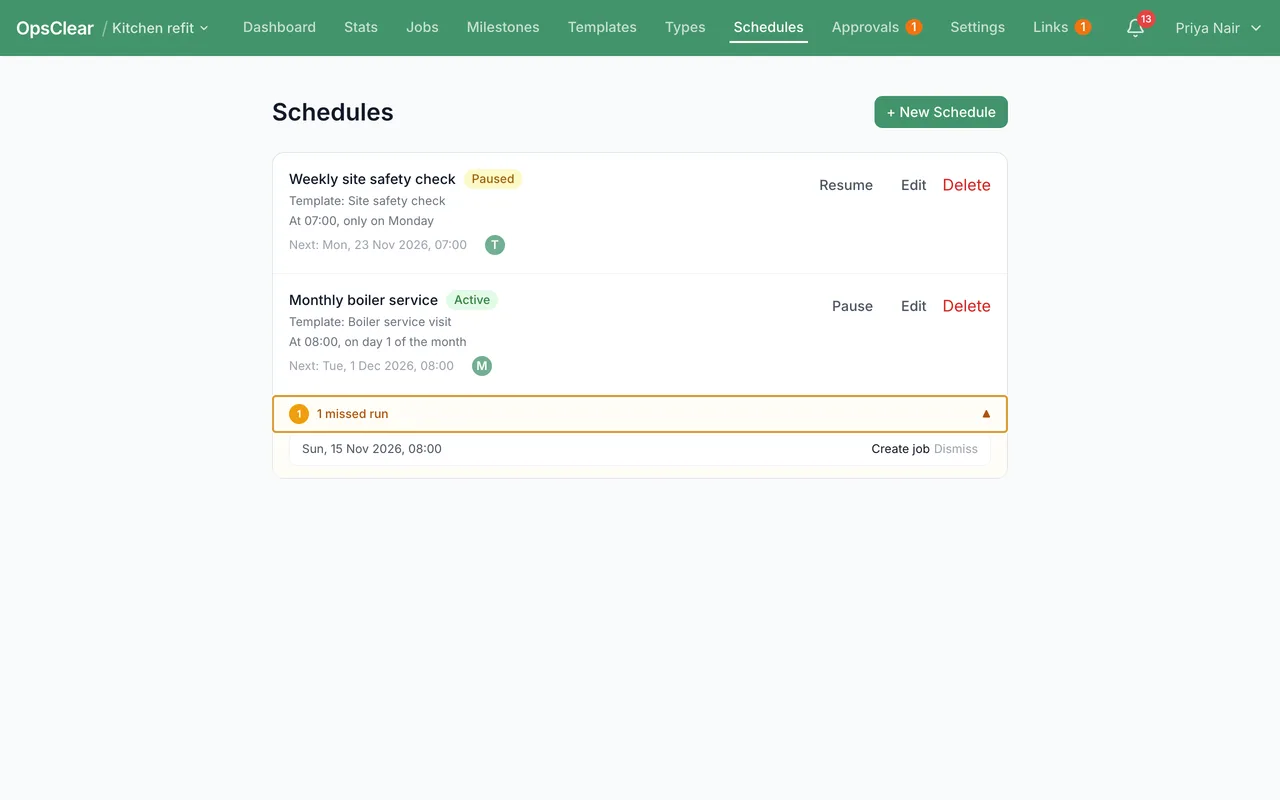 OpsClear / Kitchen refit Dashboard Stats Jobs Milestones Templates Types Schedules Approvals 1 Settings Links 1 13 Priya Nair
Schedules + New Schedule
Weekly site safety check Paused Resume Edit Delete
Template: Site safety check
At 07:00, only on Monday
Next: Mon, 23 Nov 2026, 07:00 T
Monthly boiler service Active Pause Edit Delete
Template: Boiler service visit
At 08:00, on day 1 of the month
Next: Tue, 1 Dec 2026, 08:00 M
1 1 missed run ▲
Sun, 15 Nov 2026, 08:00 Create job Dismiss